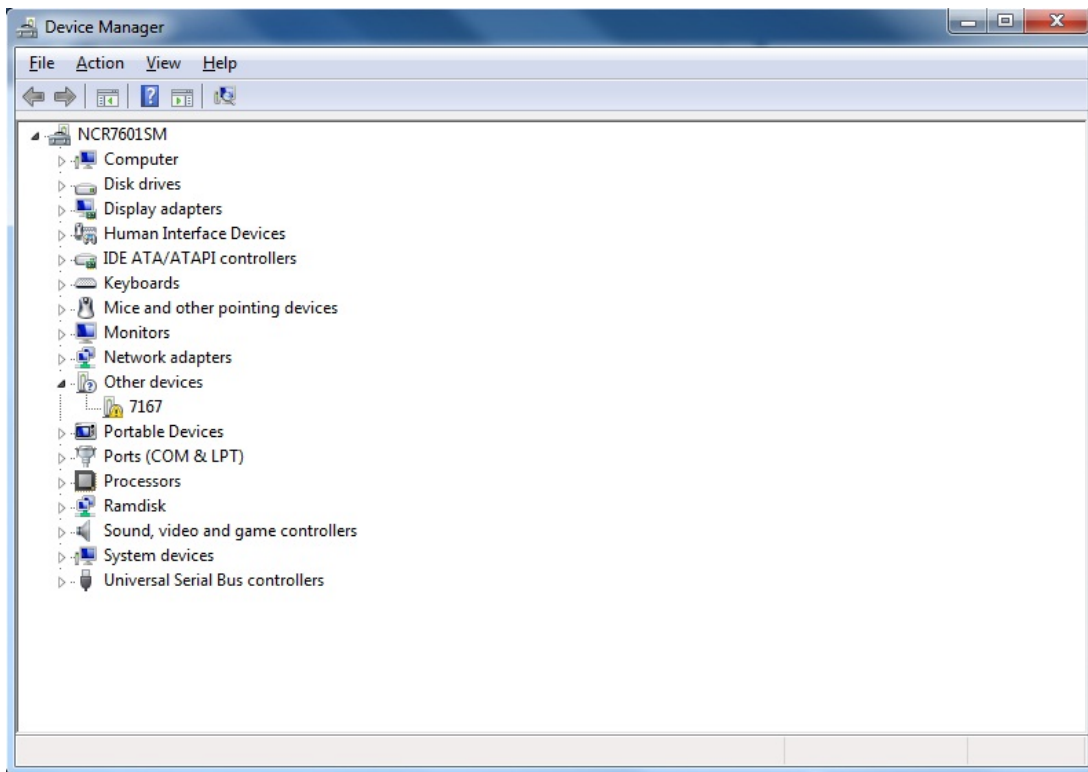 Device Manager
File Action View Help
NCR7601SM
Computer
Disk drives
Display adapters
Human Interface Devices
IDE ATA/ATAPI controllers
Keyboards
Mice and other pointing devices
Monitors
Network adapters
Other devices
7167
Portable Devices
Ports (COM & LPT)
Processors
Ramdisk
Sound, video and game controllers
System devices
Universal Serial Bus controllers